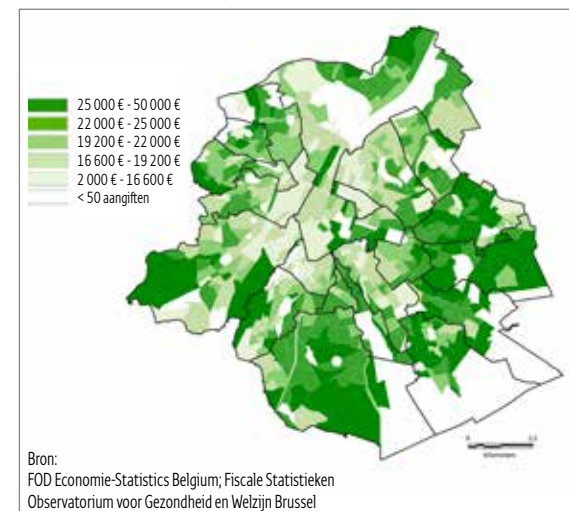 25 000 € - 50 000 €
22 000 € - 25 000 €
19 200 € - 22 000 €
16 600 € - 19 200 €
2 000 € - 16 600 €
< 50 aangiften
kilometers
Bron:
FOD Economie-Statistics Belgium; Fiscale Statistieken
Observatorium voor Gezondheid en Welzijn Brussel